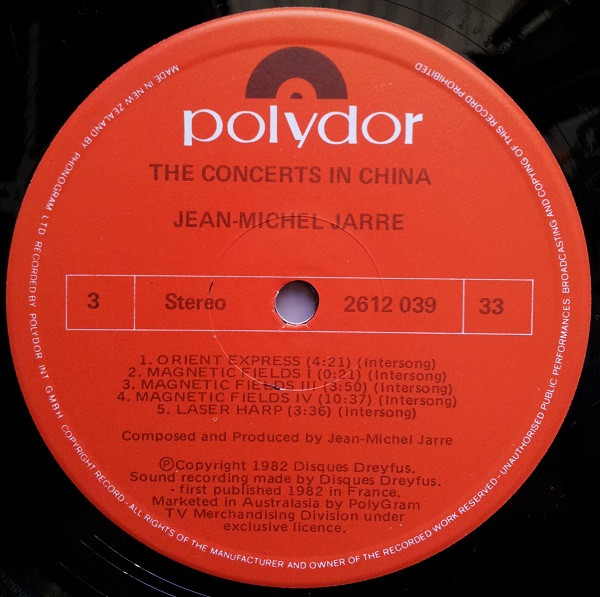 polydor
THE CONCERTS IN CHINA
JEAN-MICHEL JARRE
3 Stereo 2612 039 33
1. ORIENT EXPRESS (4:21) (Intersong)
2. MAGNETIC FIELDS I (0:21) (Intersong)
3. MAGNETIC FIELDS III (3:50) (Intersong)
4. MAGNETIC FIELDS IV (10:37) (Intersong)
5. LASER HARP (3:36) (Intersong)
Composed and Produced by Jean-Michel Jarre
Ⓟ Copyright 1982 Disques Dreyfus.
Sound recording made by Disques Dreyfus.
- first published 1982 in France.
Marketed in Australasia by PolyGram
TV Merchandising Division under
exclusive licence.
MADE IN NEW ZEALAND BY PHONOGRAM LTD RECORDED BY POLYDOR INT. G M B H COPYRIGHT RECORD - ALL RIGHTS OF THE MANUFACTURER AND OWNER OF THE RECORDED WORK RESERVED - UNAUTHORISED PUBLIC PERFORMANCES. BROADCASTING AND COPYING OF THIS RECORD PROHIBITED